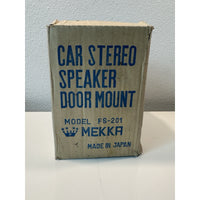 CAR STEREO
SPEAKER
DOOR MOUNT
MODEL FS-201
MEKKA
MADE IN JAPAN